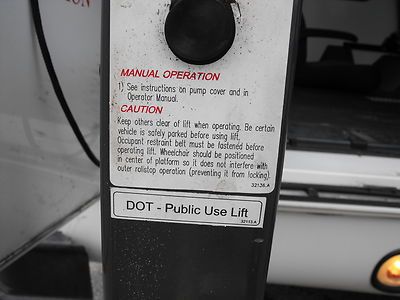 ION
MANUAL OPERATION
1) See instructions on pump cover and in
Operator Manual.
CAUTION
Keep others clear of lift when operating. Be certain
vehicle is safely parked before using lift.
Occupant restraint belt must be fastened before
operating lift. Wheelchair should be positioned
in center of platform so it does not interfere with
outer rollstop operation (preventing it from locking).
32136.A
DOT - Public Use Lift
32113.A